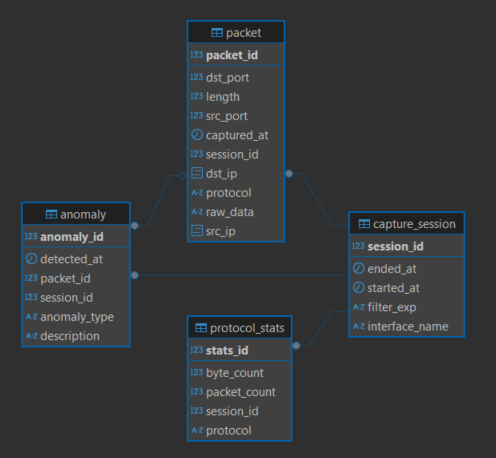 packet
123 packet_id
123 dst_port
123 length
123 src_port
captured_at
123 session_id
dst_ip
A-Z protocol
A-Z raw_data
src_ip
anomaly
123 anomaly_id
detected_at
123 packet_id
123 session_id
A-Z anomaly_type
A-Z description
capture_session
123 session_id
ended_at
started_at
A-Z filter_exp
A-Z interface_name
protocol_stats
123 stats_id
123 byte_count
123 packet_count
123 session_id
A-Z protocol